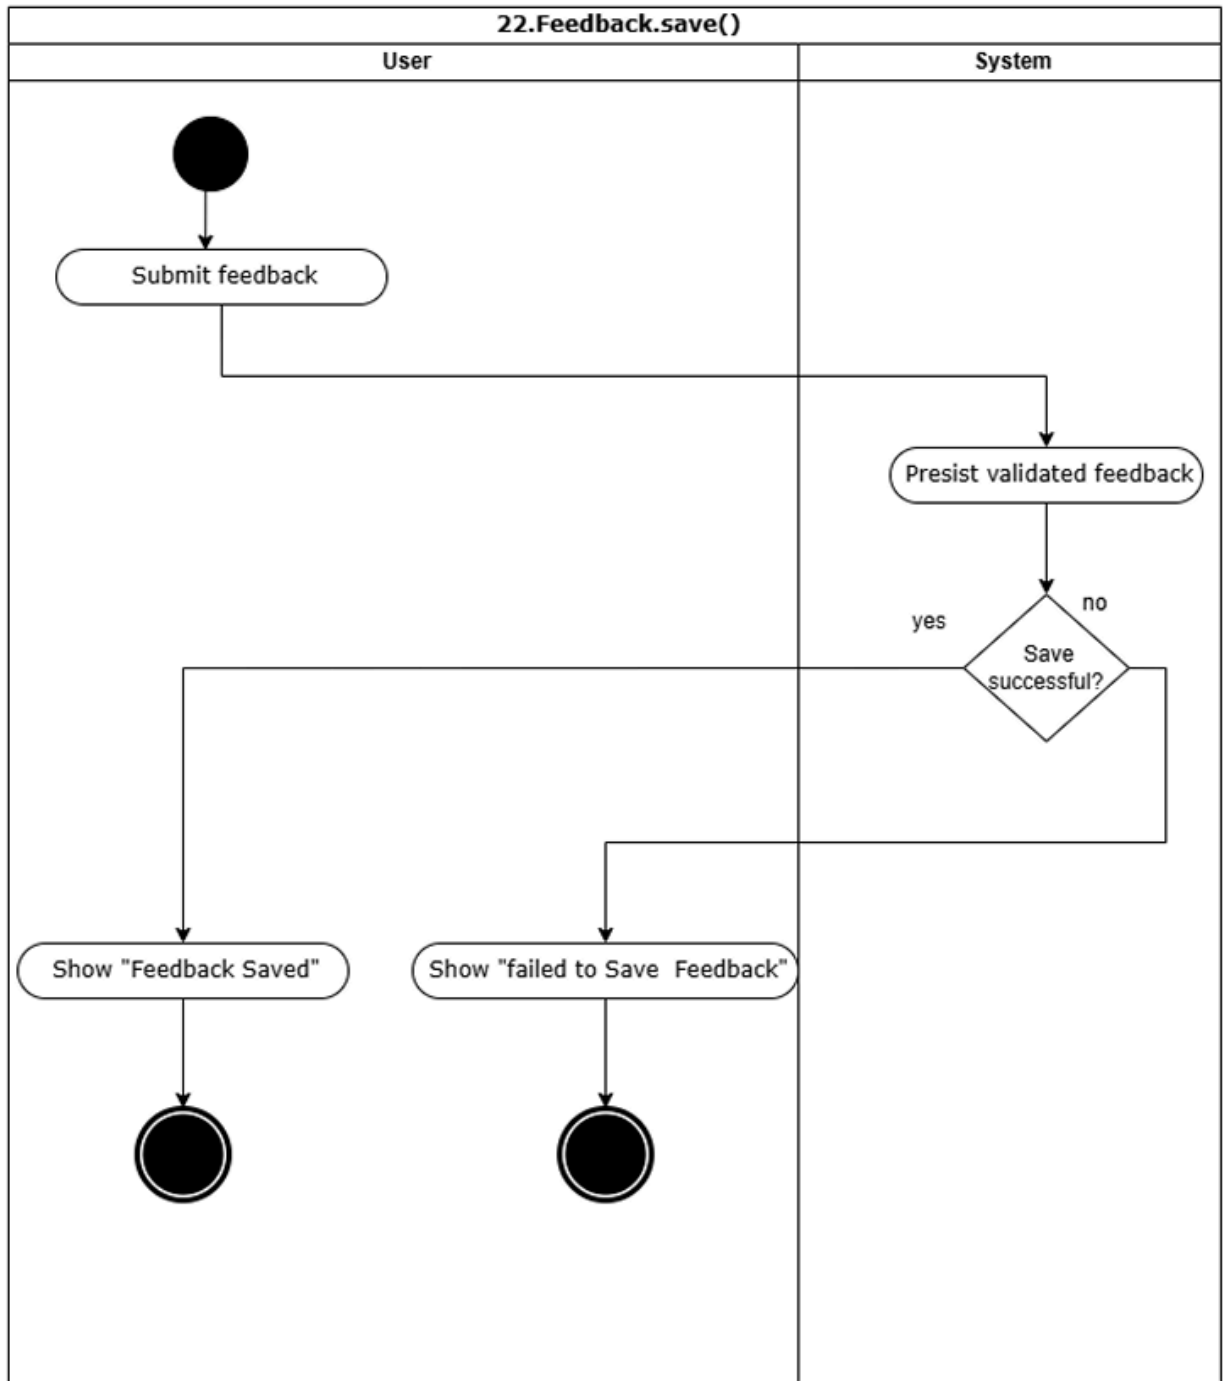 22.Feedback.save()
User
System
Submit feedback
Presist validated feedback
yes
no
Save
successful?
Show "Feedback Saved"
Show "failed to Save  Feedback"